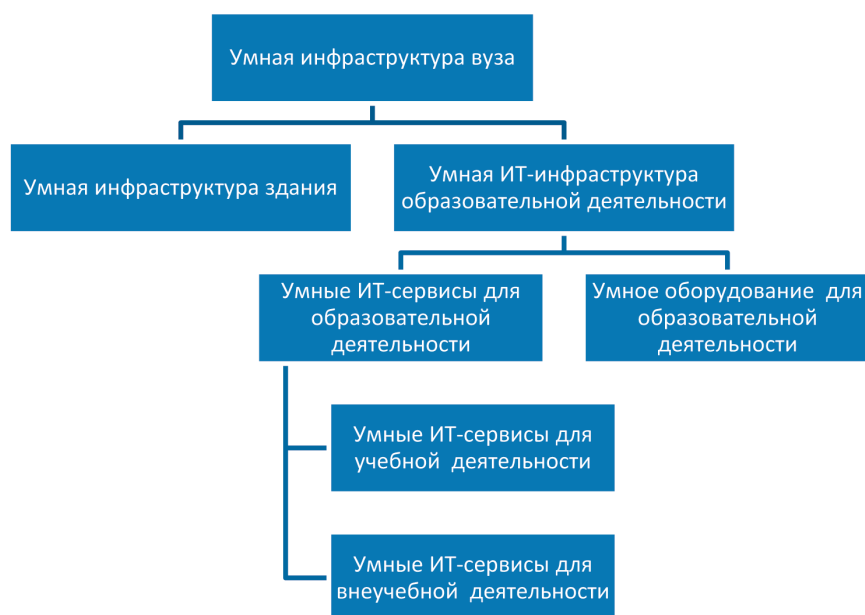 Умная инфраструктура вуза
Умная инфраструктура здания
Умная ИТ-инфраструктура
образовательной деятельности
Умные ИТ-сервисы для
образовательной
деятельности
Умное оборудование для
образовательной
деятельности
Умные ИТ-сервисы для
учебной деятельности
Умные ИТ-сервисы для
внеучебной деятельности